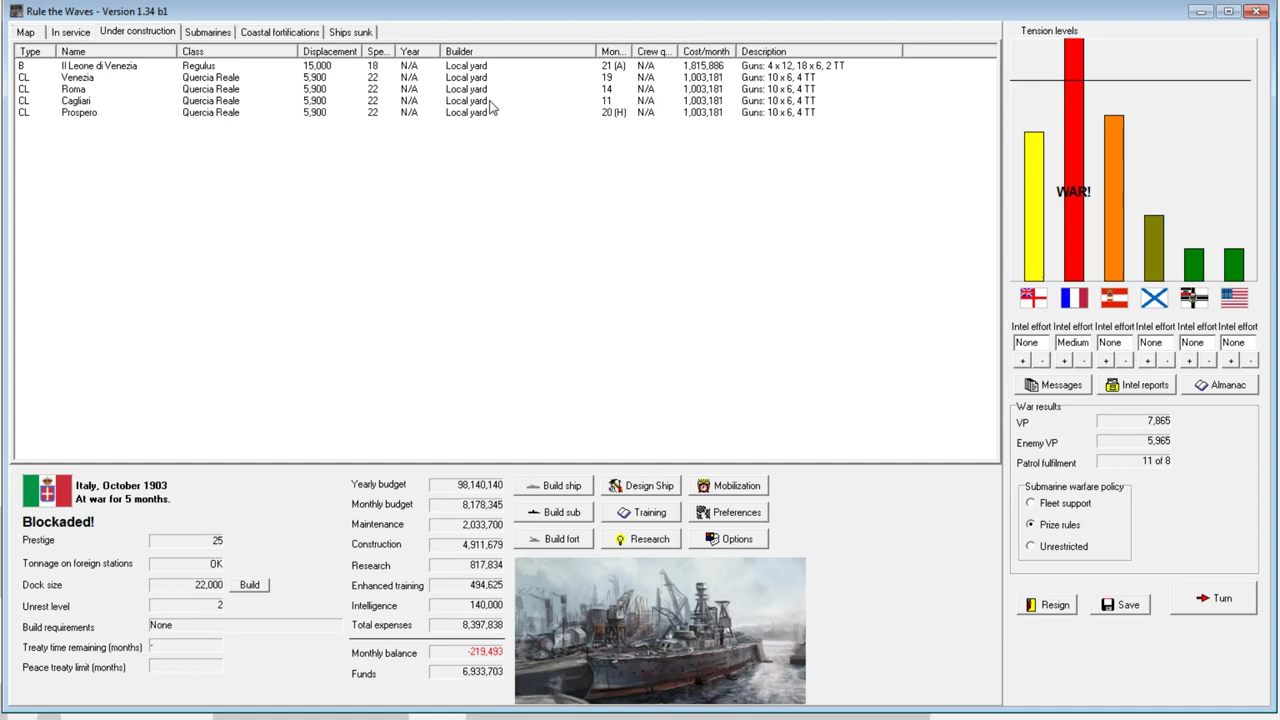 Rule the Waves - Version 1.34 b1
Map In service Under construction Submarines Coastal fortifications Ships sunk
Type Name Class Displacement Spe... Year Builder Mon... Crew q... Cost/month Description
B Il Leone di Venezia Regulus 15,000 18 N/A Local yard 21 (A) N/A 1,815,886 Guns: 4 x 12, 18 x 6, 2 TT
CL Venezia Quercia Reale 5,900 22 N/A Local yard 19 N/A 1,003,181 Guns: 10 x 6, 4 TT
CL Roma Quercia Reale 5,900 22 N/A Local yard 14 N/A 1,003,181 Guns: 10 x 6, 4 TT
CL Cagliari Quercia Reale 5,900 22 N/A Local yard 11 N/A 1,003,181 Guns: 10 x 6, 4 TT
CL Prospero Quercia Reale 5,900 22 N/A Local yard 20 (H) N/A 1,003,181 Guns: 10 x 6, 4 TT
Tension levels
WAR!
Intel effort Intel effort Intel effort Intel effort Intel effort Intel effort
None Medium None None None None
+ - + - + - + - + - + -
Messages Intel reports Almanac
War results
VP 7,865
Enemy VP 5,965
Patrol fulfilment 11 of 8
Submarine warfare policy
Fleet support
Prize rules
Unrestricted
Resign Save Turn
Italy, October 1903
At war for 5 months.
Blockaded!
Prestige 25
Tonnage on foreign stations OK
Dock size 22,000 Build
Unrest level 2
Build requirements None
Treaty time remaining (months) -
Peace treaty limit (months)
Yearly budget 98,140,140
Monthly budget 8,178,345
Maintenance 2,033,700
Construction 4,911,679
Research 817,834
Enhanced training 494,625
Intelligence 140,000
Total expenses 8,397,838
Monthly balance -219,493
Funds 6,933,703
Build ship Design Ship Mobilization
Build sub Training Preferences
Build fort Research Options